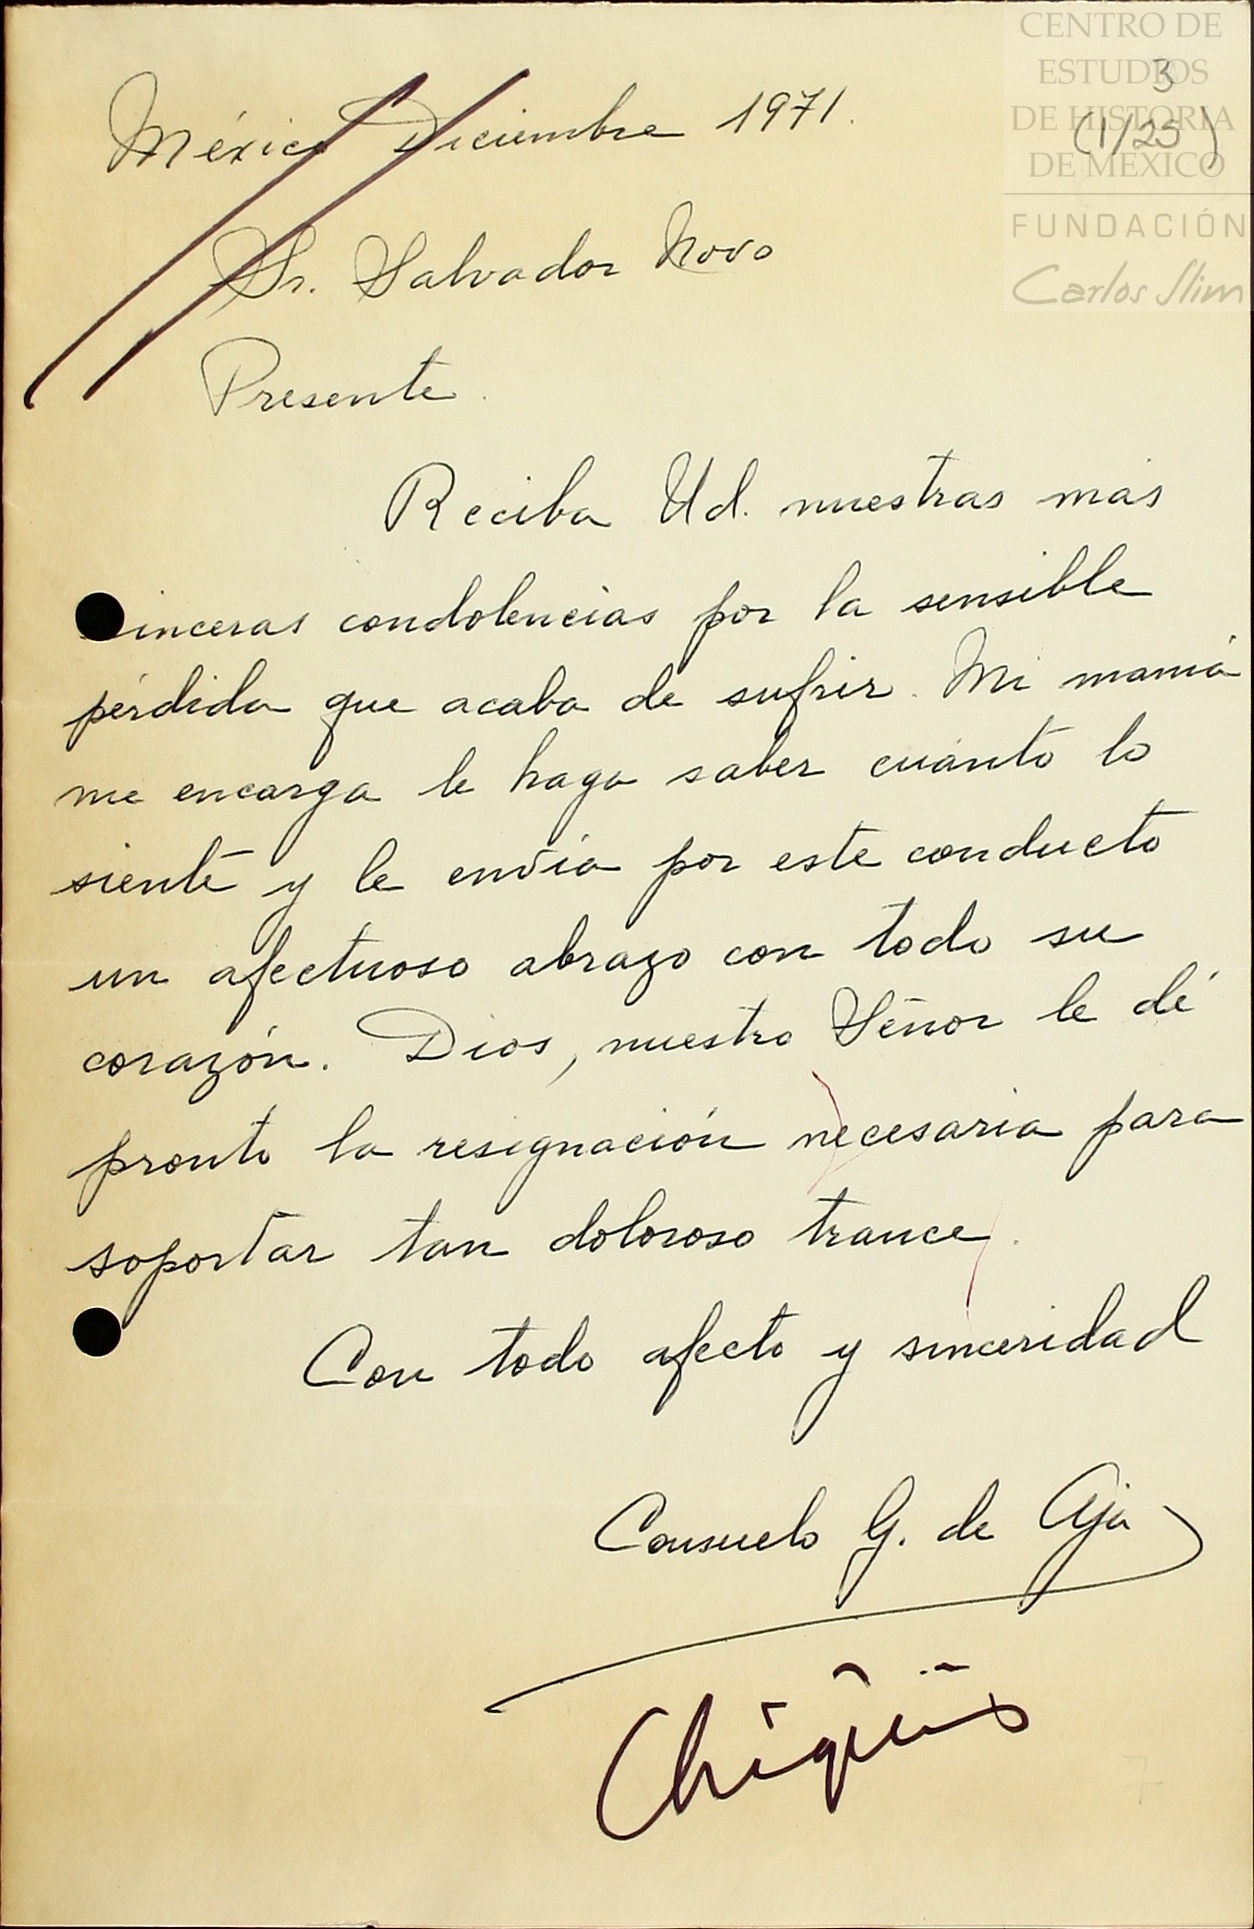 CENTRO DE
ESTUDIOS
DE HISTORIA
DE MÉXICO
FUNDACIÓN
Carlos Slim
3
(1/25)
México Diciembre 1971.
Sr. Salvador Novo
Presente.
Reciba Ud. nuestras más
sinceras condolencias por la sensible
pérdida que acaba de sufrir. Mi mamá
me encarga le haga saber cuánto lo
siente y le envía por este conducto
un afectuoso abrazo con todo su
corazón. Dios, nuestro Señor le dé
pronto la resignación necesaria para
soportar tan doloroso trance.
Con todo afecto y sinceridad
Consuelo G. de Aja